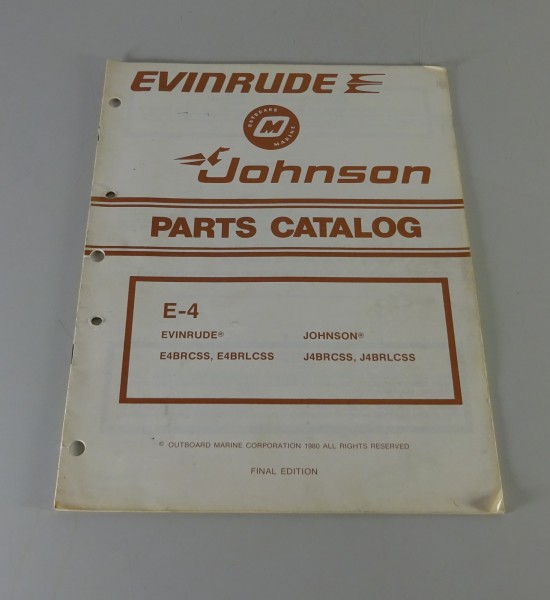 EVINRUDE
OUTBOARD
M
MARINE
Johnson
PARTS CATALOG
E-4
EVINRUDE® JOHNSON®
E4BRCSS, E4BRLCSS J4BRCSS, J4BRLCSS
© OUTBOARD MARINE CORPORATION 1980 ALL RIGHTS RESERVED
FINAL EDITION